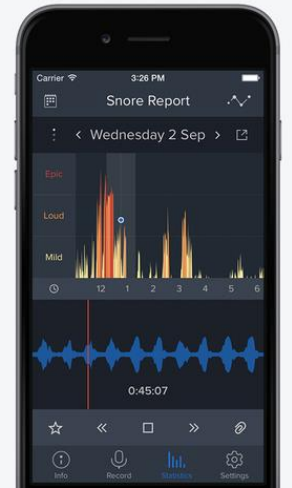 Carrier 3:26 PM
Snore Report
Wednesday 2 Sep
Epic
Loud
Mild
12 1 2 3 4 5 6
0:45:07
Info Record Statistics Settings